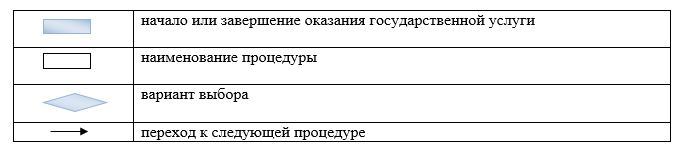 начало или завершение оказания государственной услуги
наименование процедуры
вариант выбора
переход к следующей процедуре